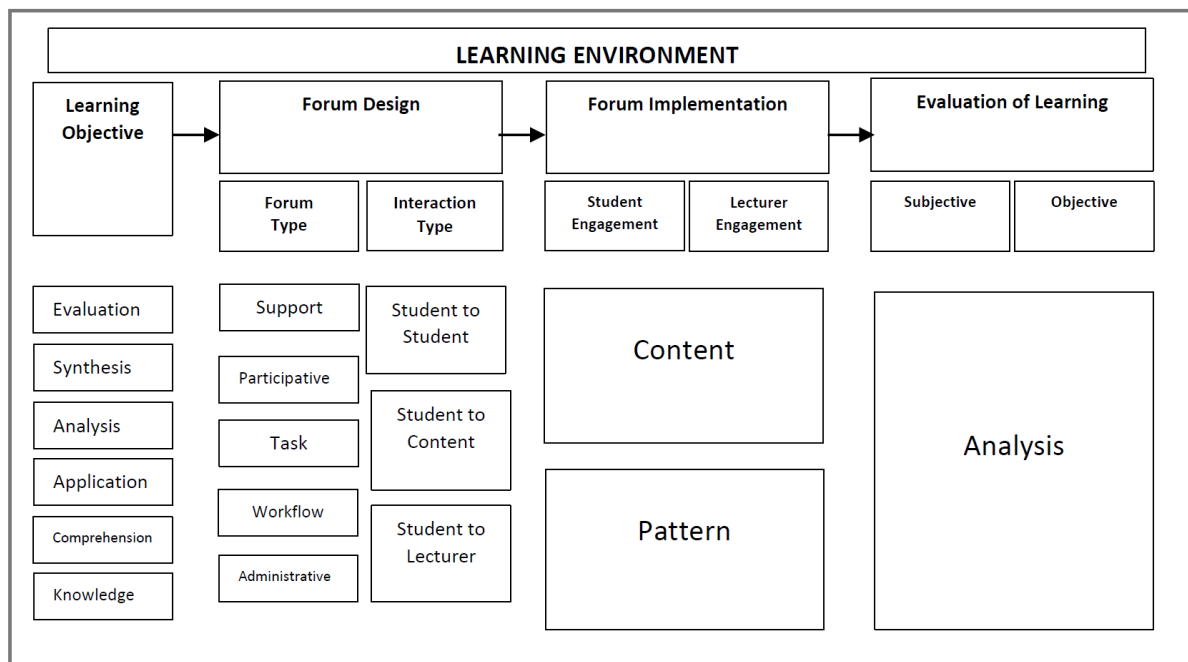 LEARNING ENVIRONMENT
Learning
Objective
Forum Design
Forum Implementation
Evaluation of Learning
Forum
Type
Interaction
Type
Student
Engagement
Lecturer
Engagement
Subjective
Objective
Evaluation
Synthesis
Analysis
Application
Comprehension
Knowledge
Support
Participative
Task
Workflow
Administrative
Student to
Student
Student to
Content
Student to
Lecturer
Content
Pattern
Analysis